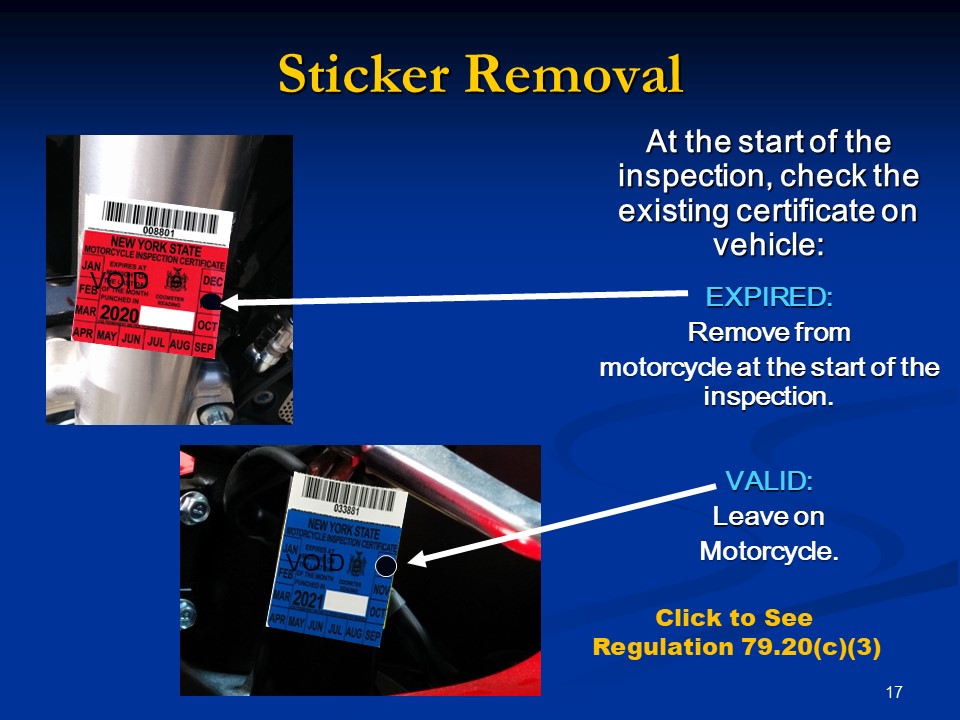 Sticker Removal
At the start of the
inspection, check the
existing certificate on
vehicle:
EXPIRED:
Remove from
motorcycle at the start of the
inspection.
VALID:
Leave on
Motorcycle.
Click to See
Regulation 79.20(c)(3)
17
008801
NEW YORK STATE
MOTORCYCLE INSPECTION CERTIFICATE
JAN
EXPIRES AT
DEC
VOID
FEB
OF THE MONTH
PUNCHED IN
ODOMETER
READING
MAR
2020
OCT
APR MAY JUN JUL AUG SEP
033881
NEW YORK STATE
MOTORCYCLE INSPECTION CERTIFICATE
JAN
EXPIRES AT
VOID
FEB
OF THE MONTH
PUNCHED IN
ODOMETER
READING
NOV
MAR
2021
OCT
APR MAY JUN JUL AUG SEP